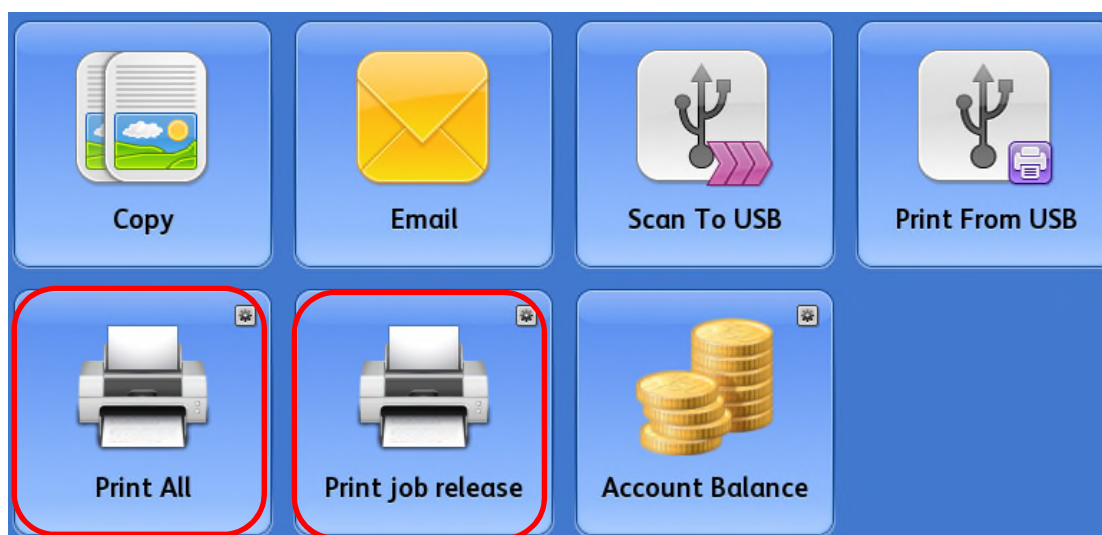 Copy
Email
Scan To USB
Print From USB
Print All
Print job release
Account Balance